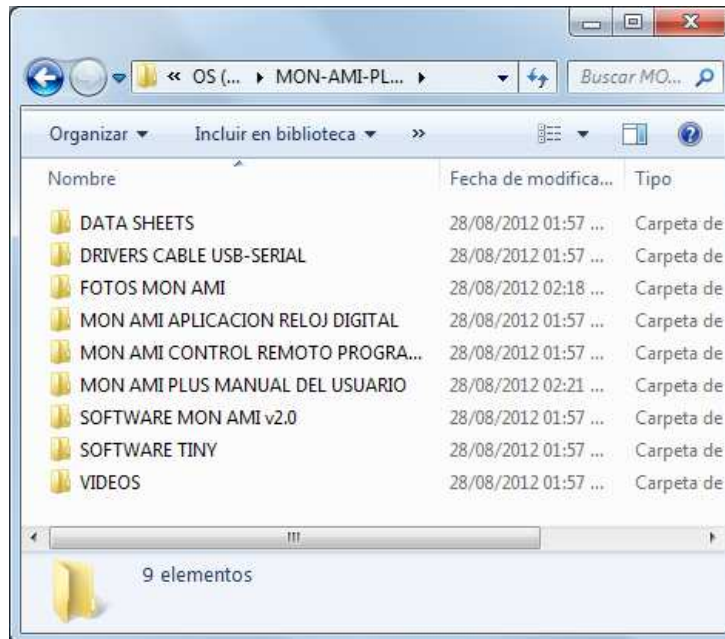 « OS (... ▸ MON-AMI-PL... ▸ Buscar MO...
Organizar Incluir en biblioteca »
Nombre Fecha de modifica... Tipo
DATA SHEETS 28/08/2012 01:57 ... Carpeta de
DRIVERS CABLE USB-SERIAL 28/08/2012 01:57 ... Carpeta de
FOTOS MON AMI 28/08/2012 02:18 ... Carpeta de
MON AMI APLICACION RELOJ DIGITAL 28/08/2012 01:57 ... Carpeta de
MON AMI CONTROL REMOTO PROGRA... 28/08/2012 01:57 ... Carpeta de
MON AMI PLUS MANUAL DEL USUARIO 28/08/2012 02:21 ... Carpeta de
SOFTWARE MON AMI v2.0 28/08/2012 01:57 ... Carpeta de
SOFTWARE TINY 28/08/2012 01:57 ... Carpeta de
VIDEOS 28/08/2012 01:57 ... Carpeta de
9 elementos